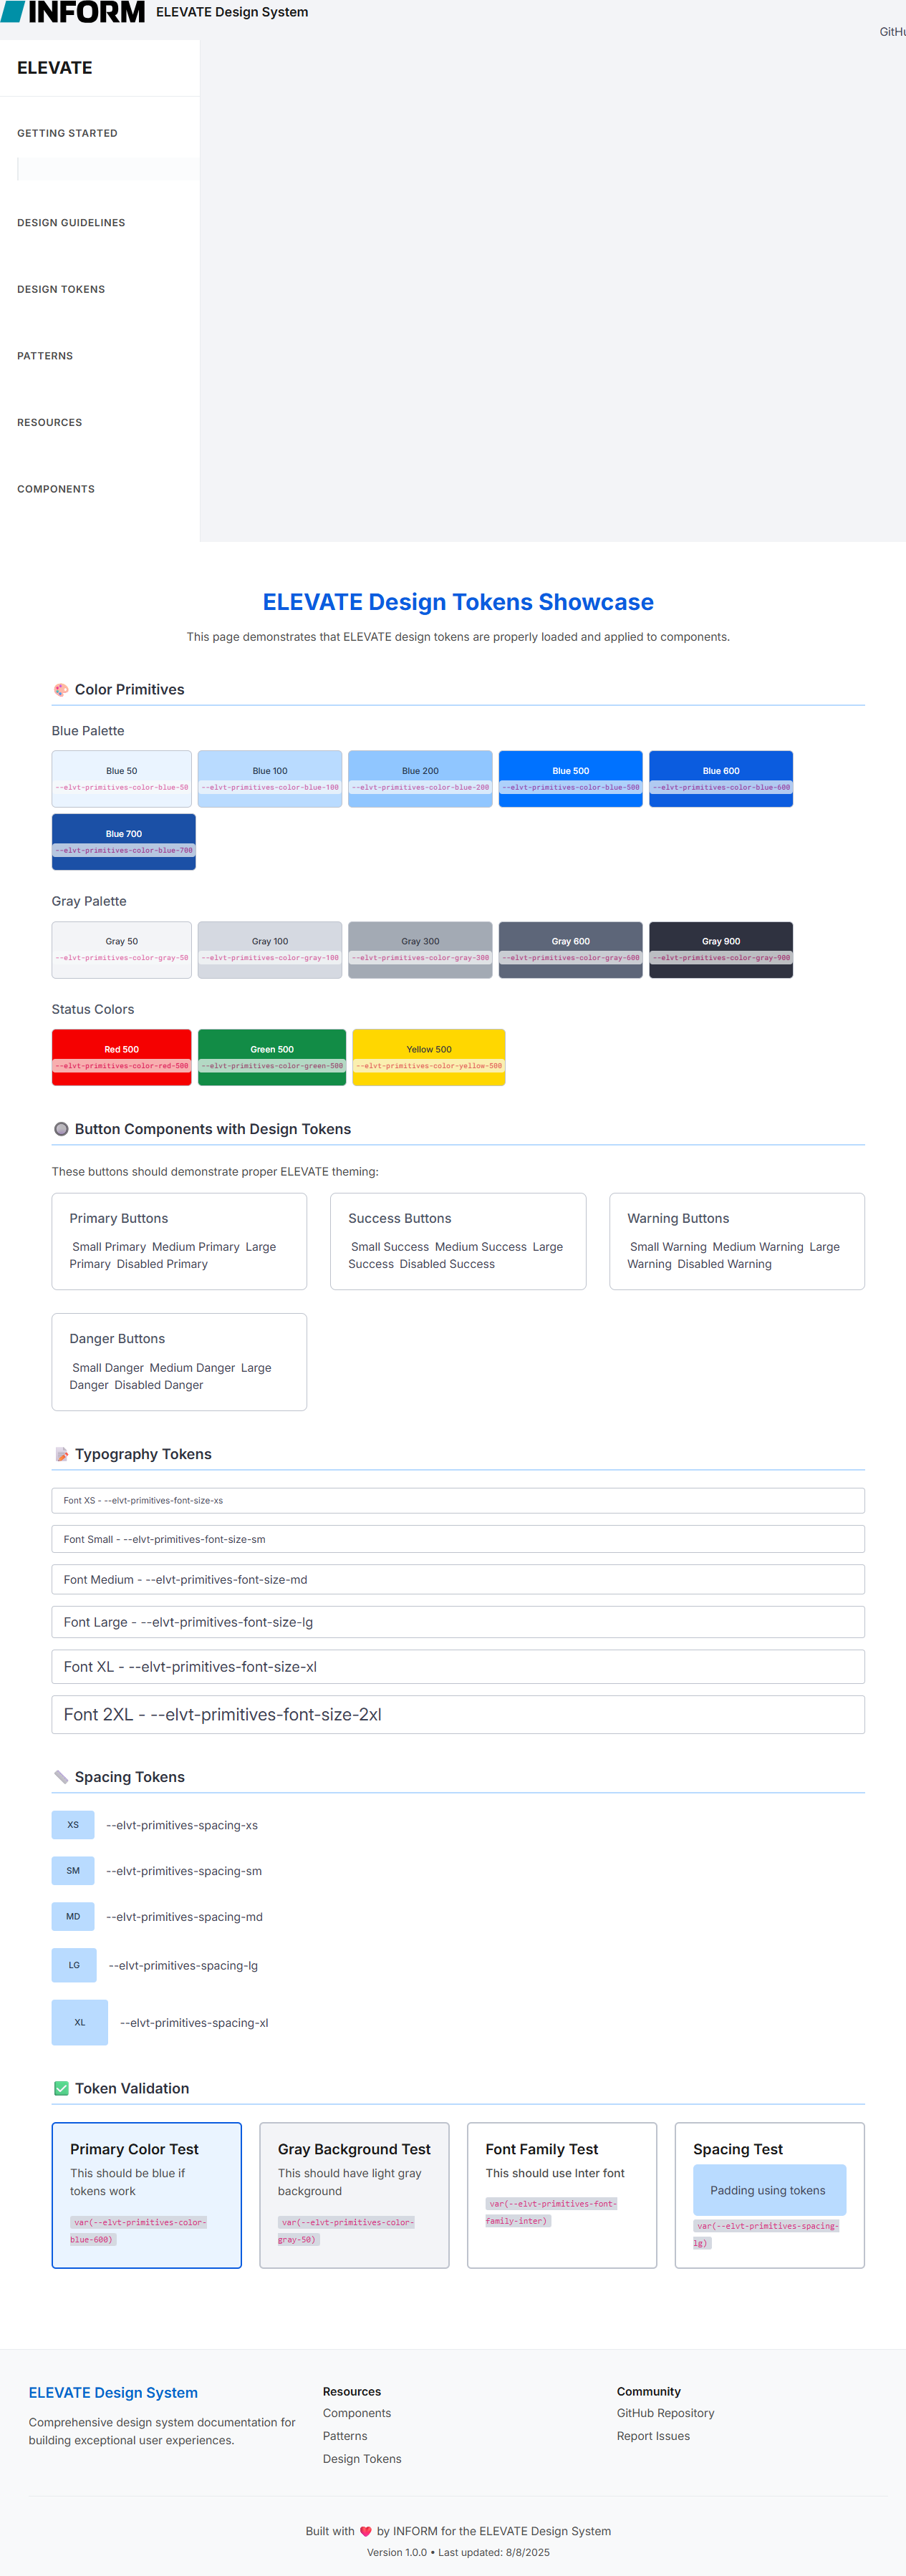 INFORM ELEVATE Design System
GitHu
ELEVATE
GETTING STARTED
DESIGN GUIDELINES
DESIGN TOKENS
PATTERNS
RESOURCES
COMPONENTS
ELEVATE Design Tokens Showcase
This page demonstrates that ELEVATE design tokens are properly loaded and applied to components.
Color Primitives
Blue Palette
Blue 50
--elvt-primitives-color-blue-50
Blue 100
--elvt-primitives-color-blue-100
Blue 200
--elvt-primitives-color-blue-200
Blue 500
--elvt-primitives-color-blue-500
Blue 600
--elvt-primitives-color-blue-600
Blue 700
--elvt-primitives-color-blue-700
Gray Palette
Gray 50
--elvt-primitives-color-gray-50
Gray 100
--elvt-primitives-color-gray-100
Gray 300
--elvt-primitives-color-gray-300
Gray 600
--elvt-primitives-color-gray-600
Gray 900
--elvt-primitives-color-gray-900
Status Colors
Red 500
--elvt-primitives-color-red-500
Green 500
--elvt-primitives-color-green-500
Yellow 500
--elvt-primitives-color-yellow-500
Button Components with Design Tokens
These buttons should demonstrate proper ELEVATE theming:
Primary Buttons
Small Primary Medium Primary Large
Primary Disabled Primary
Success Buttons
Small Success Medium Success Large
Success Disabled Success
Warning Buttons
Small Warning Medium Warning Large
Warning Disabled Warning
Danger Buttons
Small Danger Medium Danger Large
Danger Disabled Danger
Typography Tokens
Font XS - --elvt-primitives-font-size-xs
Font Small - --elvt-primitives-font-size-sm
Font Medium - --elvt-primitives-font-size-md
Font Large - --elvt-primitives-font-size-lg
Font XL - --elvt-primitives-font-size-xl
Font 2XL - --elvt-primitives-font-size-2xl
Spacing Tokens
XS --elvt-primitives-spacing-xs
SM --elvt-primitives-spacing-sm
MD --elvt-primitives-spacing-md
LG --elvt-primitives-spacing-lg
XL --elvt-primitives-spacing-xl
Token Validation
Primary Color Test
This should be blue if
tokens work
var(--elvt-primitives-color-
blue-600)
Gray Background Test
This should have light gray
background
var(--elvt-primitives-color-
gray-50)
Font Family Test
This should use Inter font
var(--elvt-primitives-font-
family-inter)
Spacing Test
Padding using tokens
var(--elvt-primitives-spacing-
lg)
ELEVATE Design System
Comprehensive design system documentation for
building exceptional user experiences.
Resources
Components
Patterns
Design Tokens
Community
GitHub Repository
Report Issues
Built with ❤️ by INFORM for the ELEVATE Design System
Version 1.0.0 • Last updated: 8/8/2025